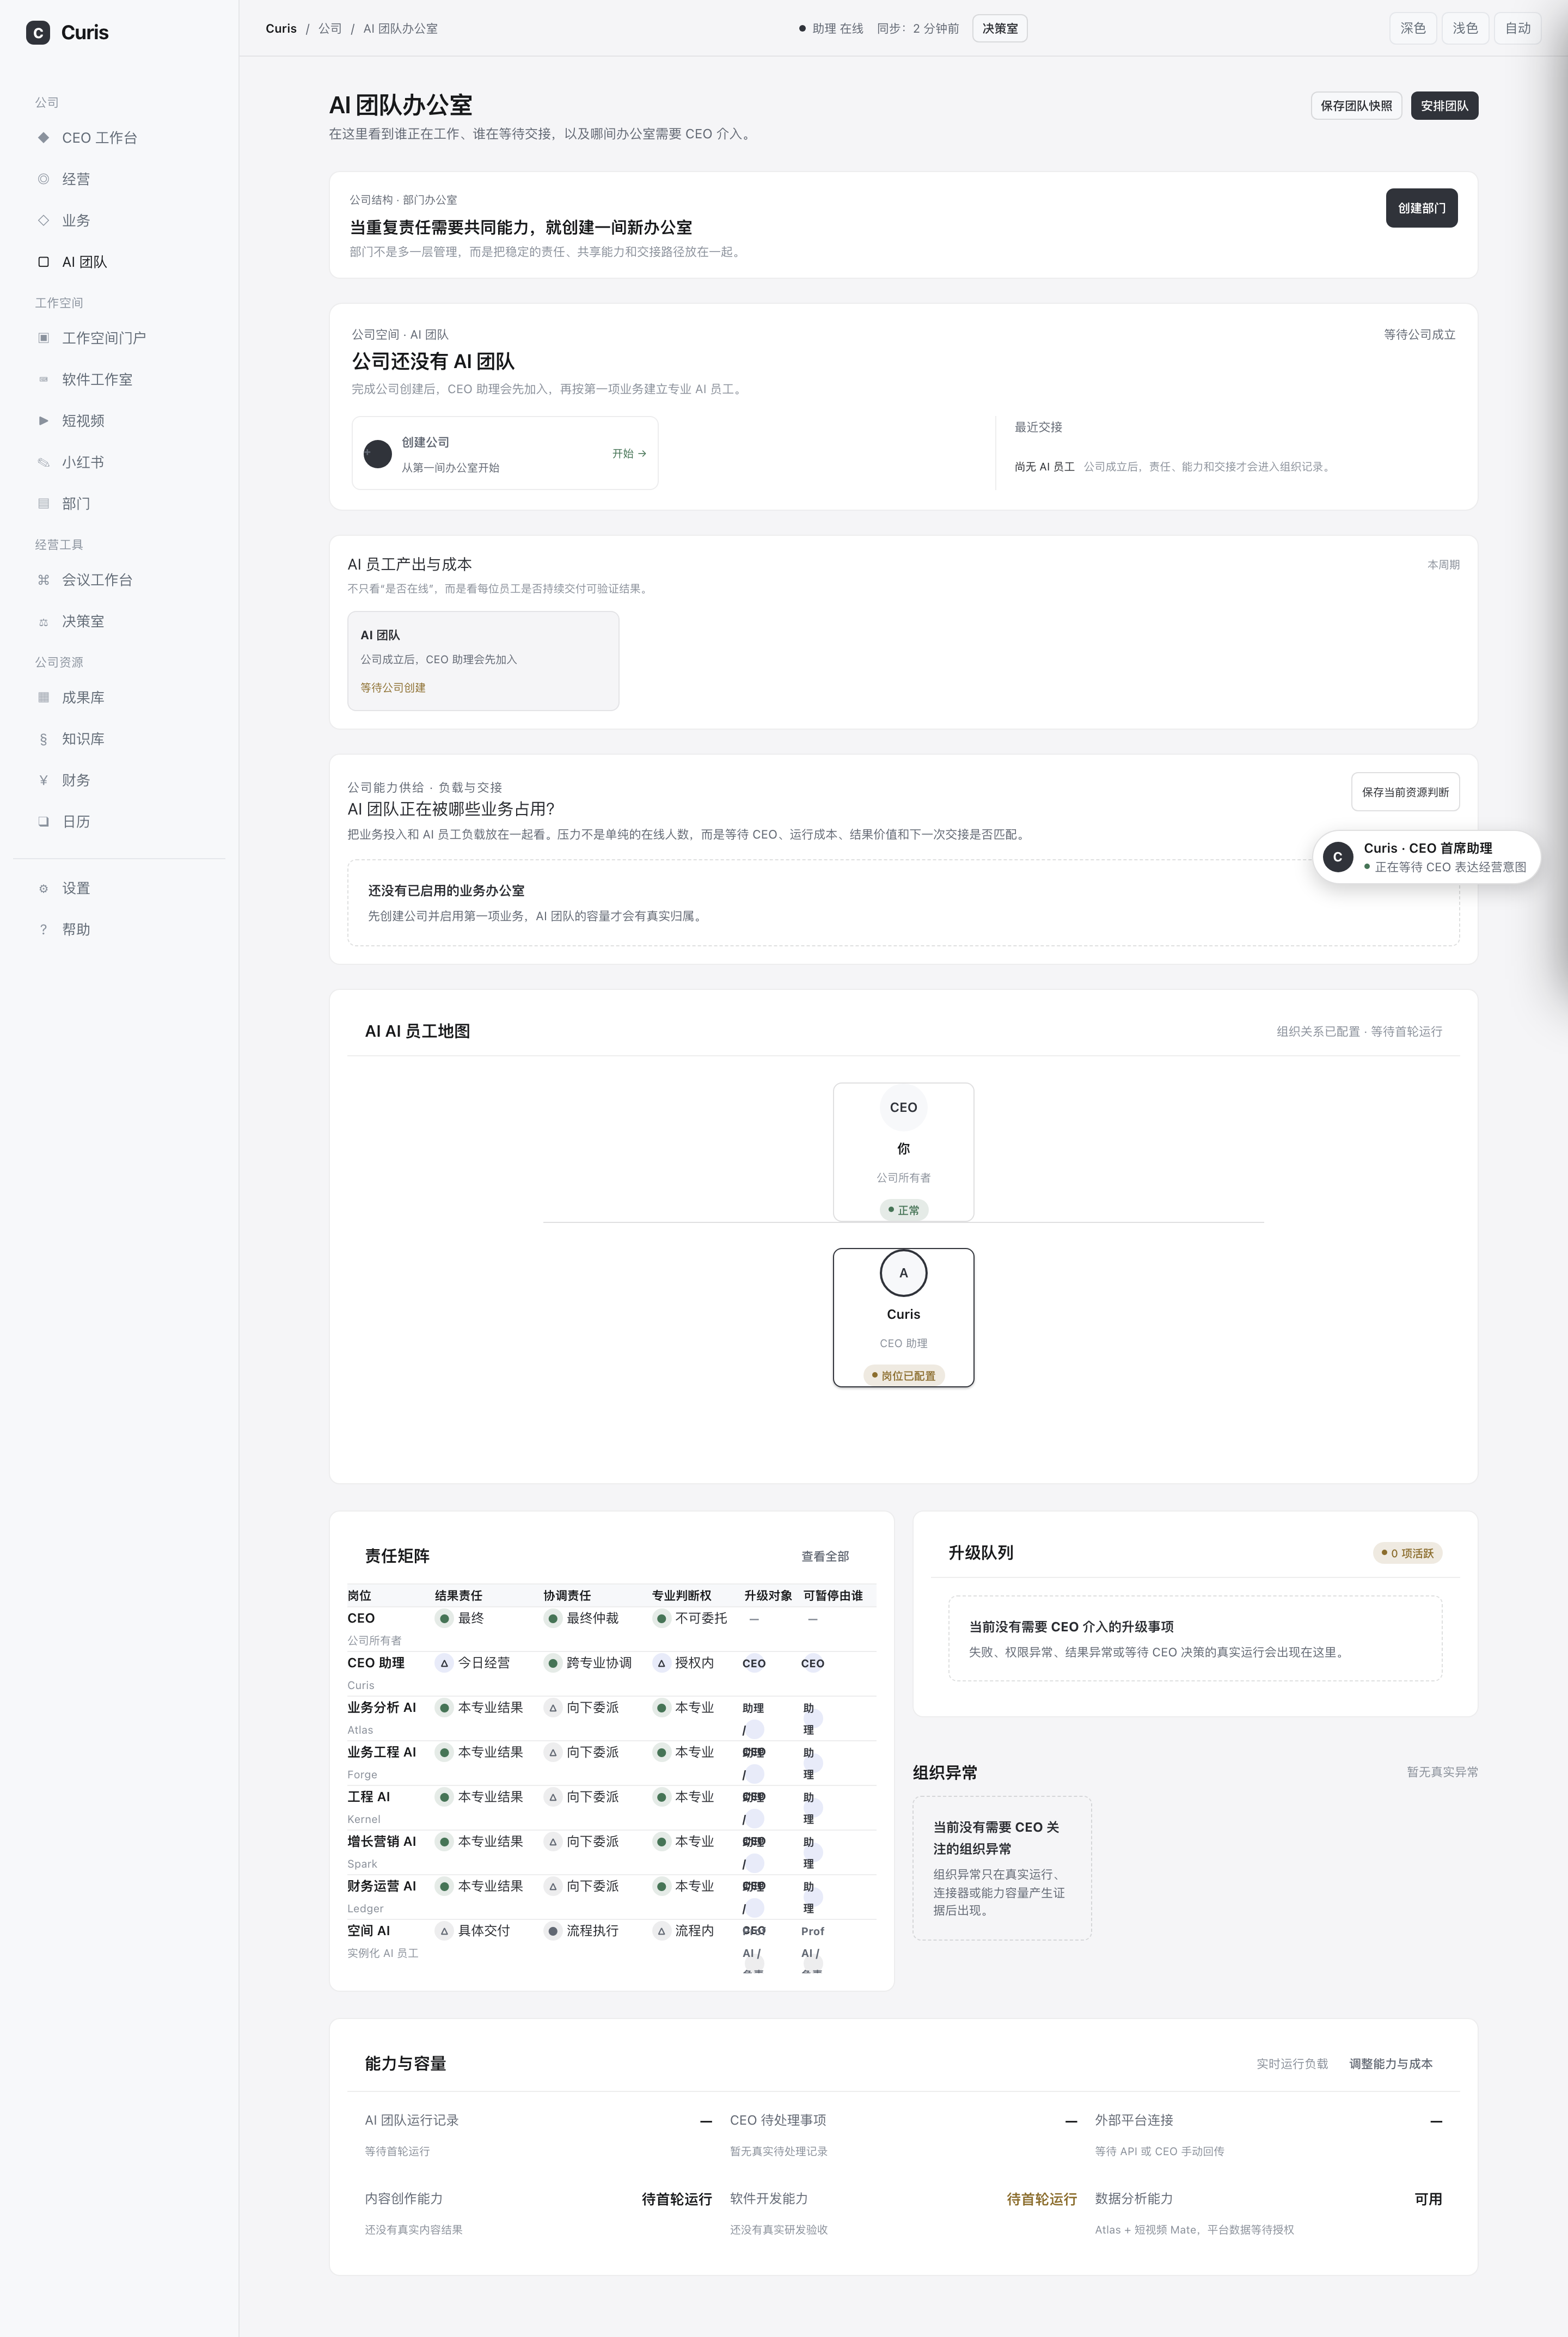 C Curis
公司
CEO 工作台
经营
业务
AI 团队
工作空间
工作空间门户
软件工作室
短视频
小红书
部门
经营工具
会议工作台
决策室
公司资源
成果库
§ 知识库
¥ 财务
日历
设置
? 帮助
Curis / 公司 / AI 团队办公室
助理 在线 同步：2 分钟前 决策室
深色 浅色 自动
AI 团队办公室
在这里看到谁正在工作、谁在等待交接，以及哪间办公室需要 CEO 介入。
保存团队快照 安排团队
公司结构 · 部门办公室
当重复责任需要共同能力，就创建一间新办公室
部门不是多一层管理，而是把稳定的责任、共享能力和交接路径放在一起。
创建部门
公司空间 · AI 团队
等待公司成立
公司还没有 AI 团队
完成公司创建后，CEO 助理会先加入，再按第一项业务建立专业 AI 员工。
创建公司
从第一间办公室开始
开始 →
最近交接
尚无 AI 员工 公司成立后，责任、能力和交接才会进入组织记录。
AI 员工产出与成本
本周期
不只看“是否在线”，而是看每位员工是否持续交付可验证结果。
AI 团队
公司成立后，CEO 助理会先加入
等待公司创建
公司能力供给 · 负载与交接
AI 团队正在被哪些业务占用？
把业务投入和 AI 员工负载放在一起看。压力不是单纯的在线人数，而是等待 CEO、运行成本、结果价值和下一次交接是否匹配。
保存当前资源判断
还没有已启用的业务办公室
先创建公司并启用第一项业务，AI 团队的容量才会有真实归属。
C
Curis · CEO 首席助理
正在等待 CEO 表达经营意图
AI AI 员工地图
组织关系已配置 · 等待首轮运行
CEO
你
公司所有者
正常
A
Curis
CEO 助理
岗位已配置
责任矩阵 查看全部
岗位 结果责任 协调责任 专业判断权 升级对象 可暂停由谁
CEO 最终 最终仲裁 不可委托 — —
公司所有者
CEO 助理 Δ 今日经营 跨专业协调 Δ 授权内 CEO CEO
Curis
业务分析 AI 本专业结果 Δ 向下委派 本专业 助理 助
Atlas / 理
业务工程 AI 本专业结果 Δ 向下委派 本专业 助
Forge / 理
工程 AI 本专业结果 Δ 向下委派 本专业 助
Kernel / 理
增长营销 AI 本专业结果 Δ 向下委派 本专业 助
Spark / 理
财务运营 AI 本专业结果 Δ 向下委派 本专业 助
Ledger / 理
空间 AI Δ 具体交付 流程执行 Δ 流程内 Prof
实例化 AI 员工 AI / AI /
升级队列
0 项活跃
当前没有需要 CEO 介入的升级事项
失败、权限异常、结果异常或等待 CEO 决策的真实运行会出现在这里。
组织异常
暂无真实异常
当前没有需要 CEO 关
注的组织异常
组织异常只在真实运行、
连接器或能力容量产生证
据后出现。
能力与容量
实时运行负载 调整能力与成本
AI 团队运行记录 —
等待首轮运行
CEO 待处理事项 —
暂无真实待处理记录
外部平台连接 —
等待 API 或 CEO 手动回传
内容创作能力 待首轮运行
还没有真实内容结果
软件开发能力 待首轮运行
还没有真实研发验收
数据分析能力 可用
Atlas + 短视频 Mate，平台数据等待授权